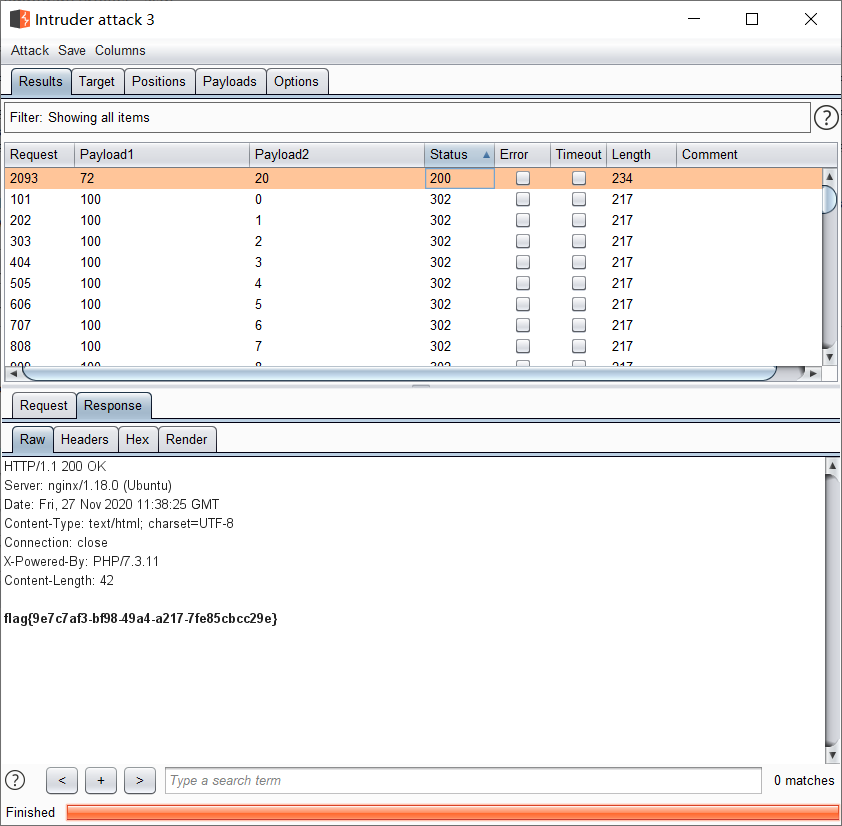 Intruder attack 3
Attack Save Columns
Results Target Positions Payloads Options
Filter: Showing all items ?
Request Payload1 Payload2 Status Error Timeout Length Comment
2093 72 20 200 234
101 100 0 302 217
202 100 1 302 217
303 100 2 302 217
404 100 3 302 217
505 100 4 302 217
606 100 5 302 217
707 100 6 302 217
808 100 7 302 217
Request Response
Raw Headers Hex Render
HTTP/1.1 200 OK
Server: nginx/1.18.0 (Ubuntu)
Date: Fri, 27 Nov 2020 11:38:25 GMT
Content-Type: text/html; charset=UTF-8
Connection: close
X-Powered-By: PHP/7.3.11
Content-Length: 42
flag{9e7c7af3-bf98-49a4-a217-7fe85cbcc29e}
? < + > Type a search term 0 matches
Finished